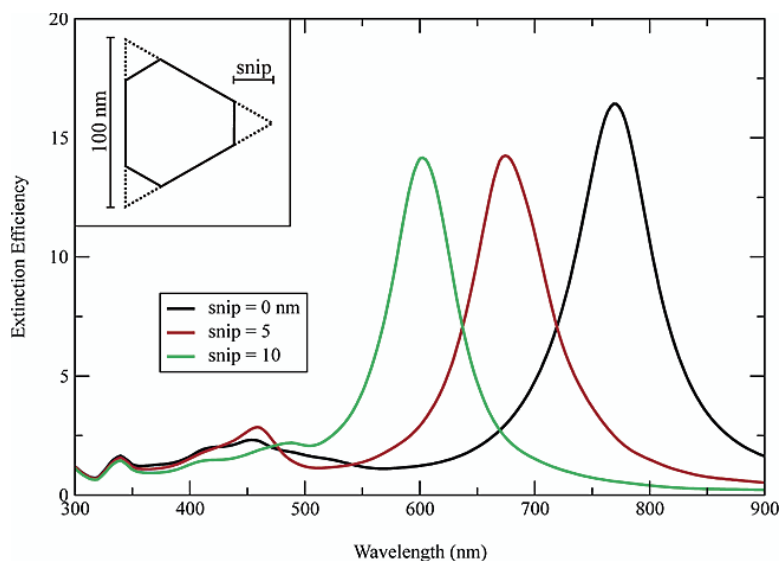 20
15
10
5
0
Extinction Efficiency
snip
100 nm
snip = 0 nm
snip = 5
snip = 10
300 400 500 600 700 800 900
Wavelength (nm)